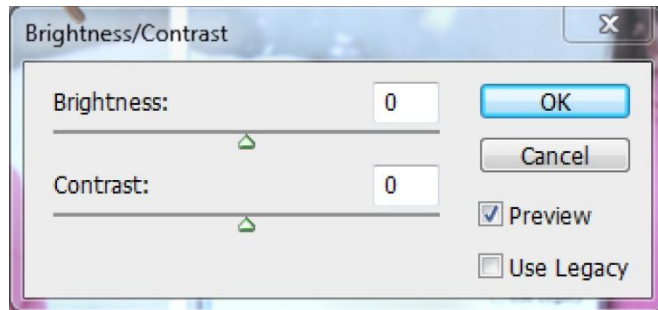 Brightness/Contrast
Brightness: 0
OK
Cancel
Contrast: 0
Preview
Use Legacy